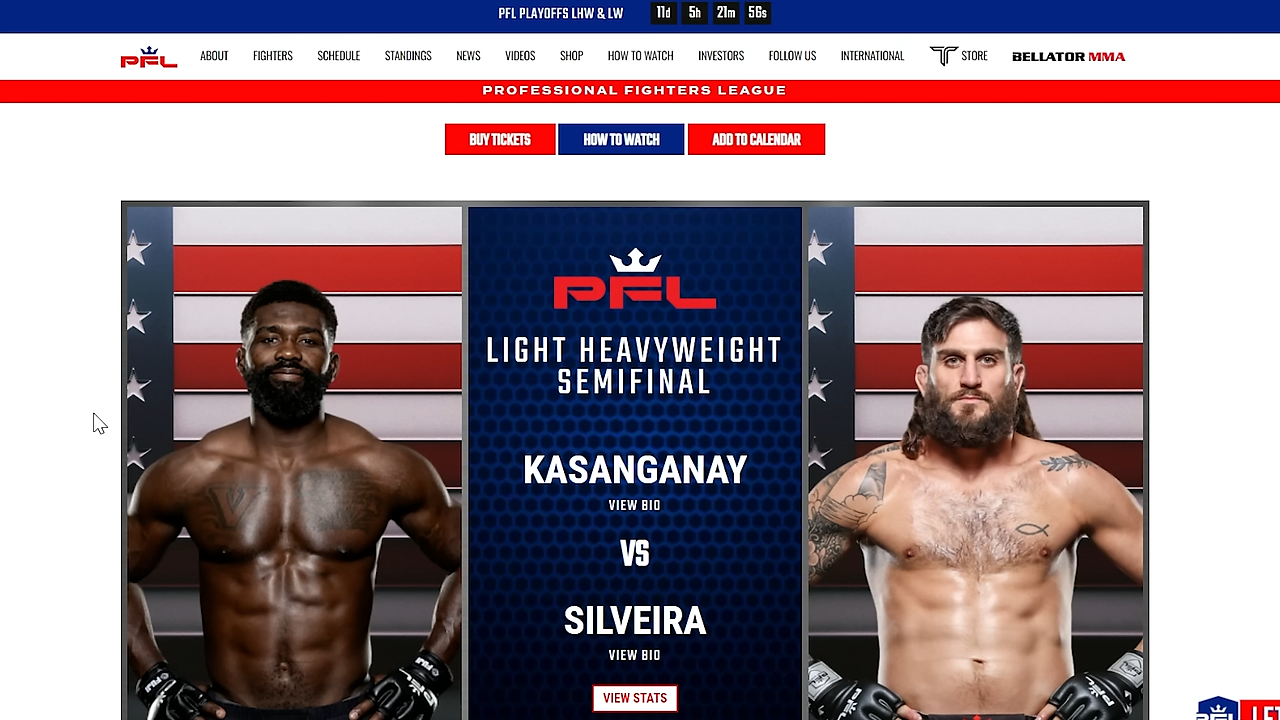 PFL PLAYOFFS LHW & LW 11d 5h 21m 56s
PFL ABOUT FIGHTERS SCHEDULE STANDINGS NEWS VIDEOS SHOP HOW TO WATCH INVESTORS FOLLOW US INTERNATIONAL STORE BELLATOR MMA
PROFESSIONAL FIGHTERS LEAGUE
BUY TICKETS HOW TO WATCH ADD TO CALENDAR
PFL
LIGHT HEAVYWEIGHT
SEMIFINAL
KASANGANAY
VIEW BIO
VS
SILVEIRA
VIEW BIO
VIEW STATS